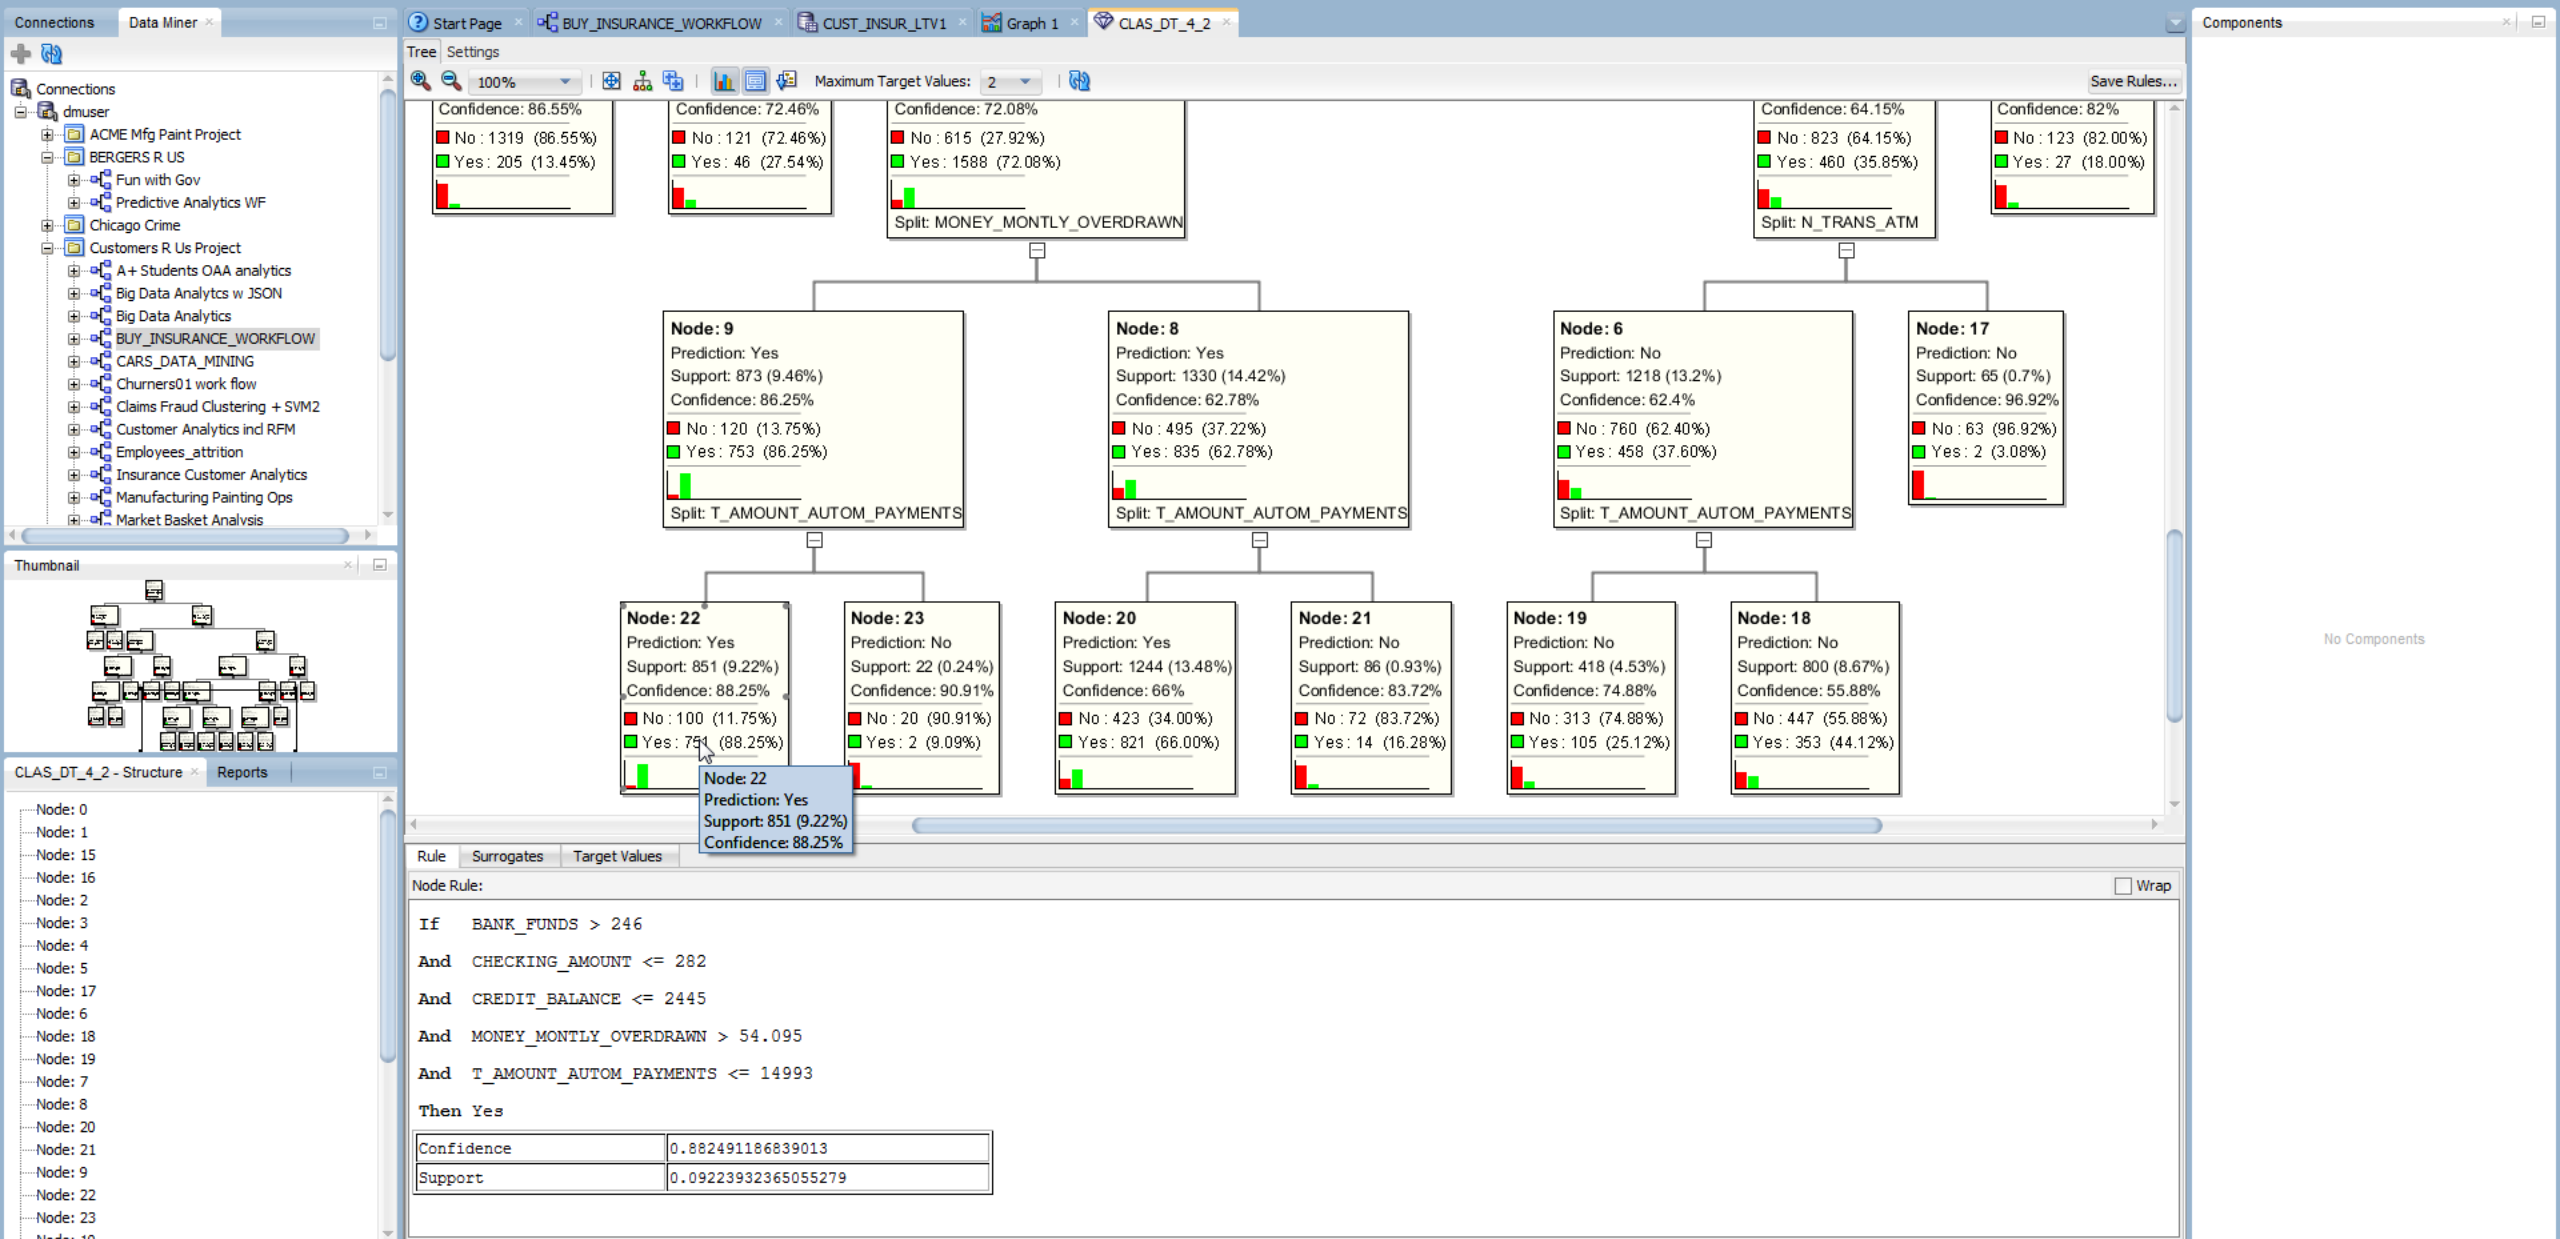 Connections
Data Miner
Connections
dmuser
ACME Mfg Paint Project
BERGERS R US
Fun with Gov
Predictive Analytics WF
Chicago Crime
Customers R Us Project
A+ Students OAA analytics
Big Data Analytcs w JSON
Big Data Analytics
BUY_INSURANCE_WORKFLOW
CARS_DATA_MINING
Churners01 work flow
Claims Fraud Clustering + SVM2
Customer Analytics incl RFM
Employees_attrition
Insurance Customer Analytics
Manufacturing Painting Ops
Market Basket Analysis
Thumbnail
CLAS_DT_4_2 - Structure
Reports
Node: 0
Node: 1
Node: 15
Node: 16
Node: 2
Node: 3
Node: 4
Node: 5
Node: 17
Node: 6
Node: 18
Node: 19
Node: 7
Node: 8
Node: 20
Node: 21
Node: 9
Node: 22
Node: 23
Start Page
BUY_INSURANCE_WORKFLOW
CUST_INSUR_LTV1
Graph 1
CLAS_DT_4_2
Tree Settings
100%
Maximum Target Values: 2
Save Rules...
Confidence: 86.55%
No: 1319 (86.55%)
Yes: 205 (13.45%)
Confidence: 72.46%
No: 121 (72.46%)
Yes: 46 (27.54%)
Confidence: 72.08%
No: 615 (27.92%)
Yes: 1588 (72.08%)
Split: MONEY_MONTLY_OVERDRAWN
Confidence: 64.15%
No: 823 (64.15%)
Yes: 460 (35.85%)
Split: N_TRANS_ATM
Confidence: 82%
No: 123 (82.00%)
Yes: 27 (18.00%)
Node: 9
Prediction: Yes
Support: 873 (9.46%)
Confidence: 86.25%
No: 120 (13.75%)
Yes: 753 (86.25%)
Split: T_AMOUNT_AUTOM_PAYMENTS
Node: 8
Prediction: Yes
Support: 1330 (14.42%)
Confidence: 62.78%
No: 495 (37.22%)
Yes: 835 (62.78%)
Split: T_AMOUNT_AUTOM_PAYMENTS
Node: 6
Prediction: No
Support: 1218 (13.2%)
Confidence: 62.4%
No: 760 (62.40%)
Yes: 458 (37.60%)
Split: T_AMOUNT_AUTOM_PAYMENTS
Node: 17
Prediction: No
Support: 65 (0.7%)
Confidence: 96.92%
No: 63 (96.92%)
Yes: 2 (3.08%)
Node: 22
Prediction: Yes
Support: 851 (9.22%)
Confidence: 88.25%
No: 100 (11.75%)
Yes: 751 (88.25%)
Node: 23
Prediction: No
Support: 22 (0.24%)
Confidence: 90.91%
No: 20 (90.91%)
Yes: 2 (9.09%)
Node: 20
Prediction: Yes
Support: 1244 (13.48%)
Confidence: 66%
No: 423 (34.00%)
Yes: 821 (66.00%)
Node: 21
Prediction: No
Support: 86 (0.93%)
Confidence: 83.72%
No: 72 (83.72%)
Yes: 14 (16.28%)
Node: 19
Prediction: No
Support: 418 (4.53%)
Confidence: 74.88%
No: 313 (74.88%)
Yes: 105 (25.12%)
Node: 18
Prediction: No
Support: 800 (8.67%)
Confidence: 55.88%
No: 447 (55.88%)
Yes: 353 (44.12%)
Node: 22
Prediction: Yes
Support: 851 (9.22%)
Confidence: 88.25%
Rule
Surrogates
Target Values
Node Rule:
Wrap
If BANK_FUNDS > 246
And CHECKING_AMOUNT <= 282
And CREDIT_BALANCE <= 2445
And MONEY_MONTLY_OVERDRAWN > 54.095
And T_AMOUNT_AUTOM_PAYMENTS <= 14993
Then Yes
Confidence 0.882491186839013
Support 0.09223932365055279
Components
No Components